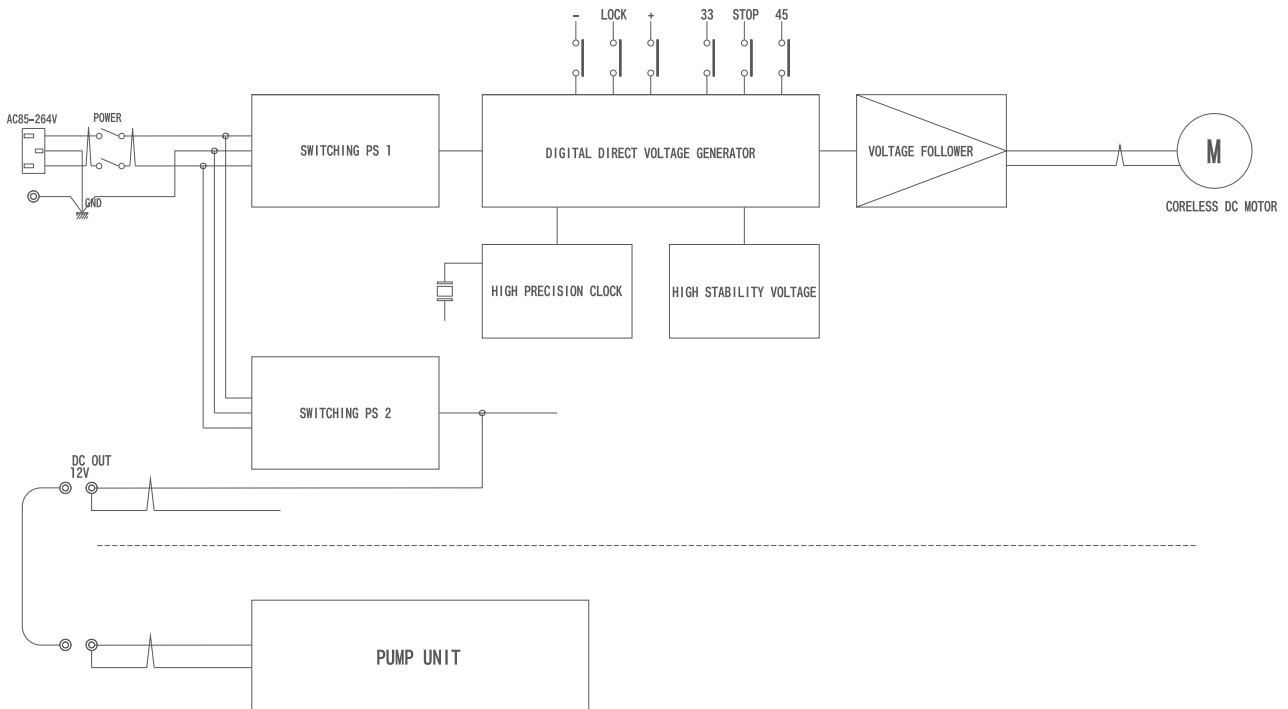 - LOCK + 33 STOP 45
AC85-264V
POWER
GND
SWITCHING PS 1
DIGITAL DIRECT VOLTAGE GENERATOR
VOLTAGE FOLLOWER
M
CORELESS DC MOTOR
HIGH PRECISION CLOCK
HIGH STABILITY VOLTAGE
SWITCHING PS 2
DC OUT
12V
PUMP UNIT